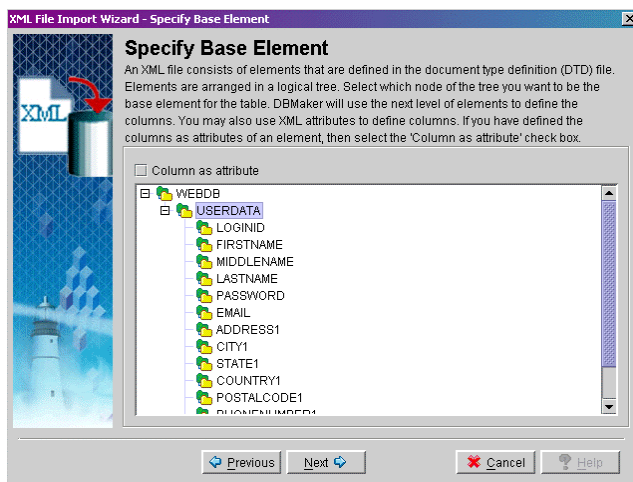 XML File Import Wizard - Specify Base Element
Specify Base Element
An XML file consists of elements that are defined in the document type definition (DTD) file.
Elements are arranged in a logical tree. Select which node of the tree you want to be the
base element for the table. DBMaker will use the next level of elements to define the
columns. You may also use XML attributes to define columns. If you have defined the
columns as attributes of an element, then select the 'Column as attribute' check box.
XML
Column as attribute
WEBDB
USERDATA
LOGINID
FIRSTNAME
MIDDLENAME
LASTNAME
PASSWORD
EMAIL
ADDRESS1
CITY1
STATE1
COUNTRY1
POSTALCODE1
PHONENUMBER1
Previous
Next
Cancel
Help